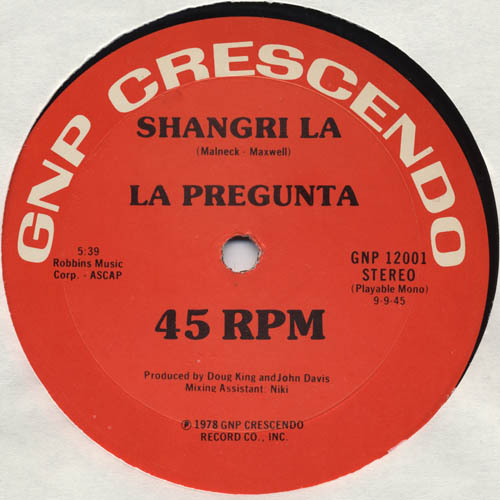 GNP CRESCENDO
SHANGRI LA
(Malneck - Maxwell)
LA PREGUNTA
5:39
Robbins Music
Corp. - ASCAP
GNP 12001
STEREO
(Playable Mono)
9-9-45
45 RPM
Produced by Doug King and John Davis
Mixing Assistant: Niki
℗ 1978 GNP CRESCENDO
RECORD CO., INC.